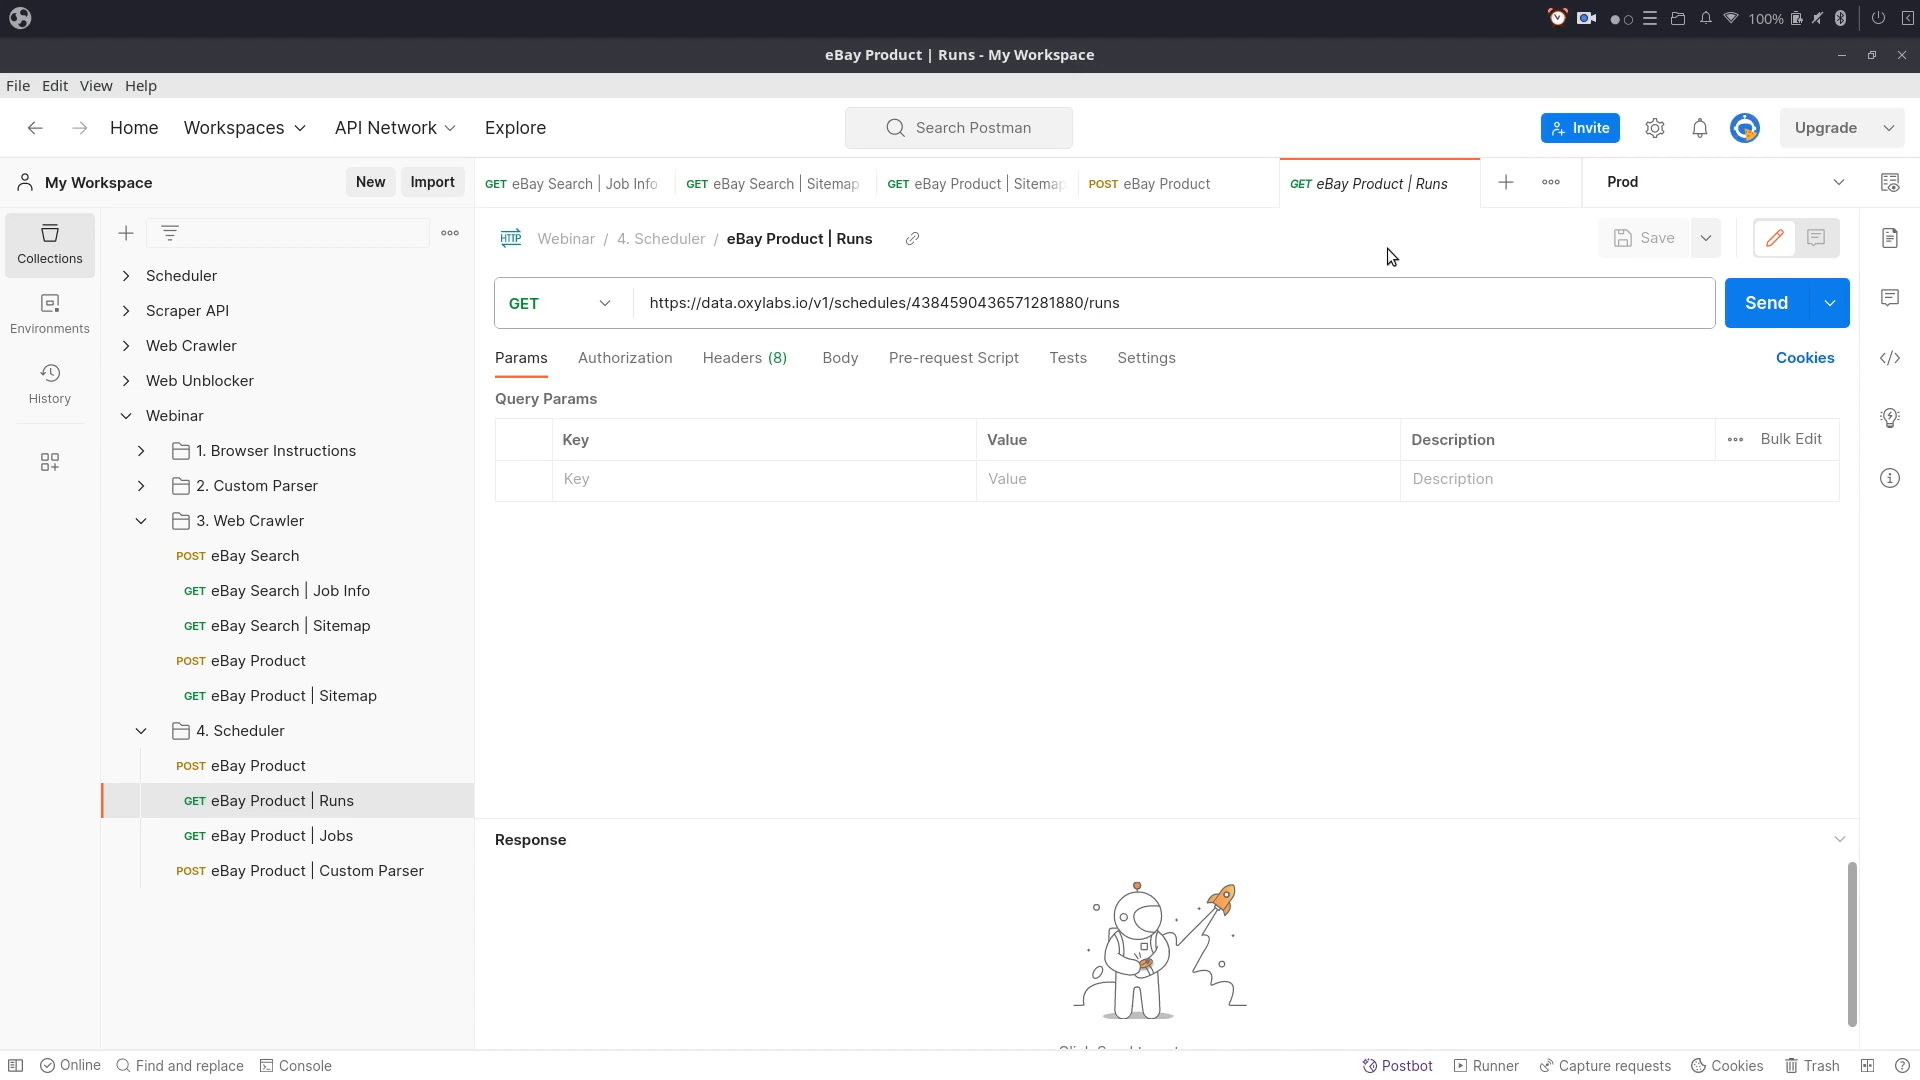 100%
eBay Product | Runs - My Workspace
File Edit View Help
Home Workspaces API Network Explore
Search Postman
Invite
Upgrade
My Workspace
New Import
GET eBay Search | Job Info
GET eBay Search | Sitemap
GET eBay Product | Sitemap
POST eBay Product
GET eBay Product | Runs
Prod
Collections
Environments
History
Scheduler
Scraper API
Web Crawler
Web Unblocker
Webinar
1. Browser Instructions
2. Custom Parser
3. Web Crawler
POST eBay Search
GET eBay Search | Job Info
GET eBay Search | Sitemap
POST eBay Product
GET eBay Product | Sitemap
4. Scheduler
POST eBay Product
GET eBay Product | Runs
GET eBay Product | Jobs
POST eBay Product | Custom Parser
HTTP Webinar / 4. Scheduler / eBay Product | Runs
Save
GET https://data.oxylabs.io/v1/schedules/4384590436571281880/runs
Send
Params Authorization Headers (8) Body Pre-request Script Tests Settings
Cookies
Query Params
Key Value Description Bulk Edit
Key Value Description
Response
Online Find and replace Console
Postbot Runner Capture requests Cookies Trash